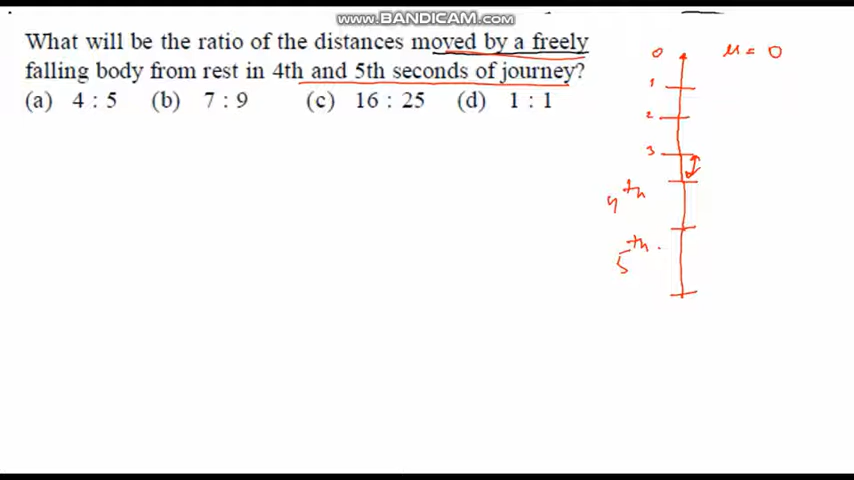 WWW.BANDICAM.COM
What will be the ratio of the distances moved by a freely
falling body from rest in 4th and 5th seconds of journey?
(a) 4 : 5 (b) 7 : 9 (c) 16 : 25 (d) 1 : 1
0
u = 0
1
2
3
4th
5th